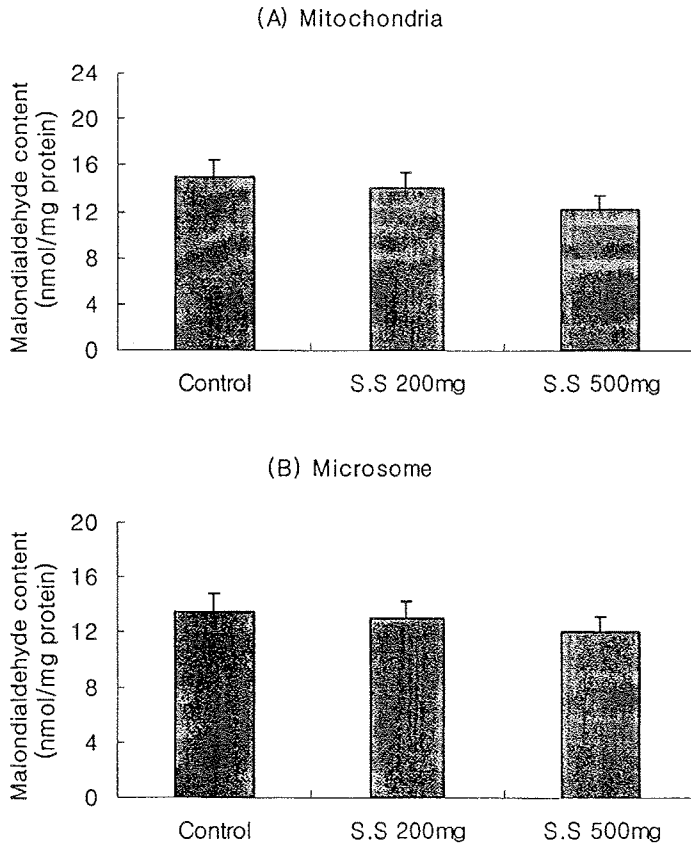 (A) Mitochondria
Malondialdehyde content
(nmol/mg protein)
24
20
16
12
8
4
0
Control
S.S 200mg
S.S 500mg
(B) Microsome
Malondialdehyde content
(nmol/mg protein)
20
16
12
8
4
0
Control
S.S 200mg
S.S 500mg